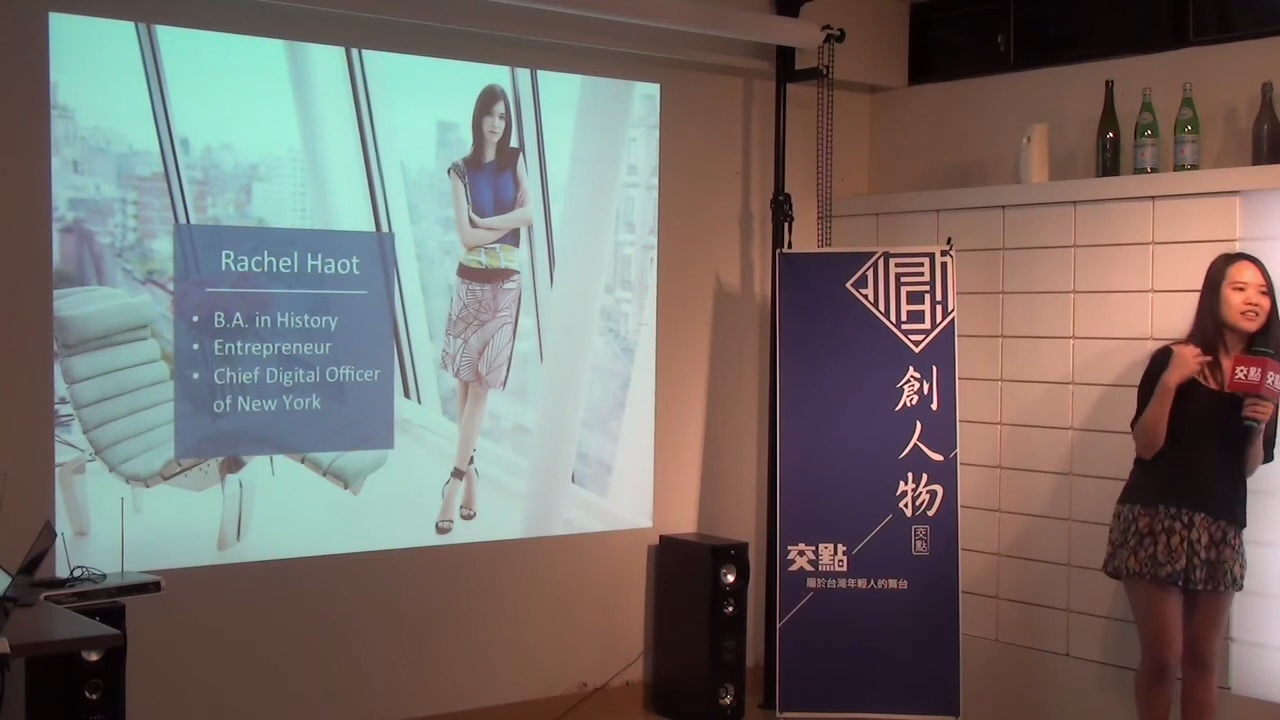 Rachel Haot
• B.A. in History
• Entrepreneur
• Chief Digital Officer
of New York
創
人
物
交點
交點
屬於台灣年輕人的舞台
交點
交